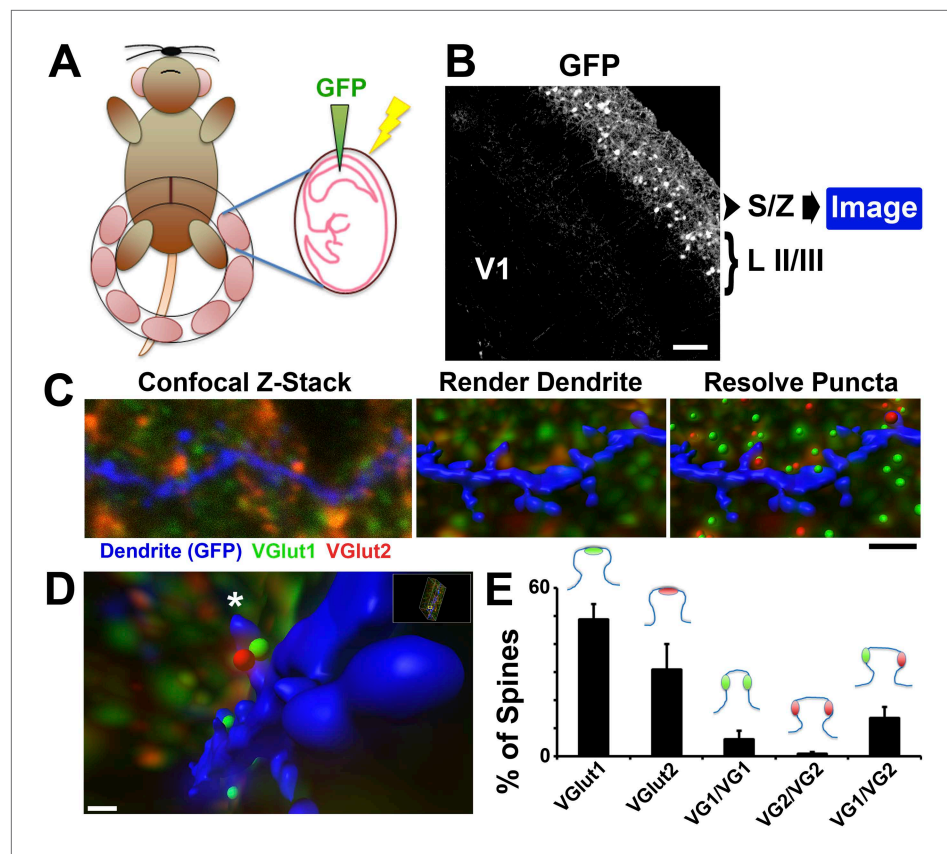 A
GFP
B
GFP
V1
S/Z
Image
L II/III
C
Confocal Z-Stack
Render Dendrite
Resolve Puncta
Dendrite (GFP) VGlut1 VGlut2
D
*
E
% of Spines
60
0
VGlut1
VGlut2
VG1/VG1
VG2/VG2
VG1/VG2